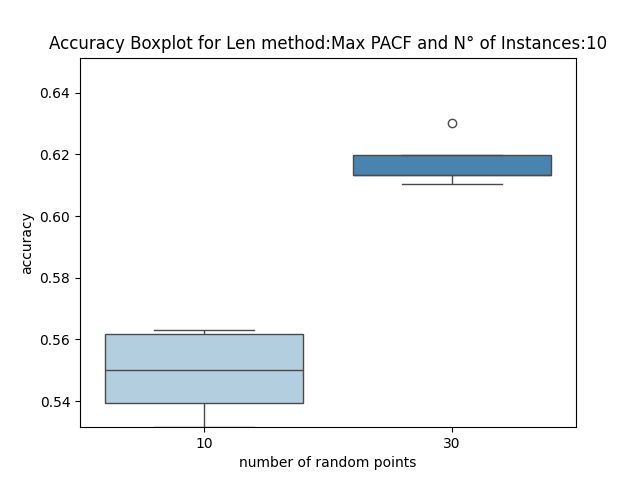 Accuracy Boxplot for Len method:Max PACF and N° of Instances:10
0.64
0.62
0.60
0.58
0.56
0.54
accuracy
10 30
number of random points